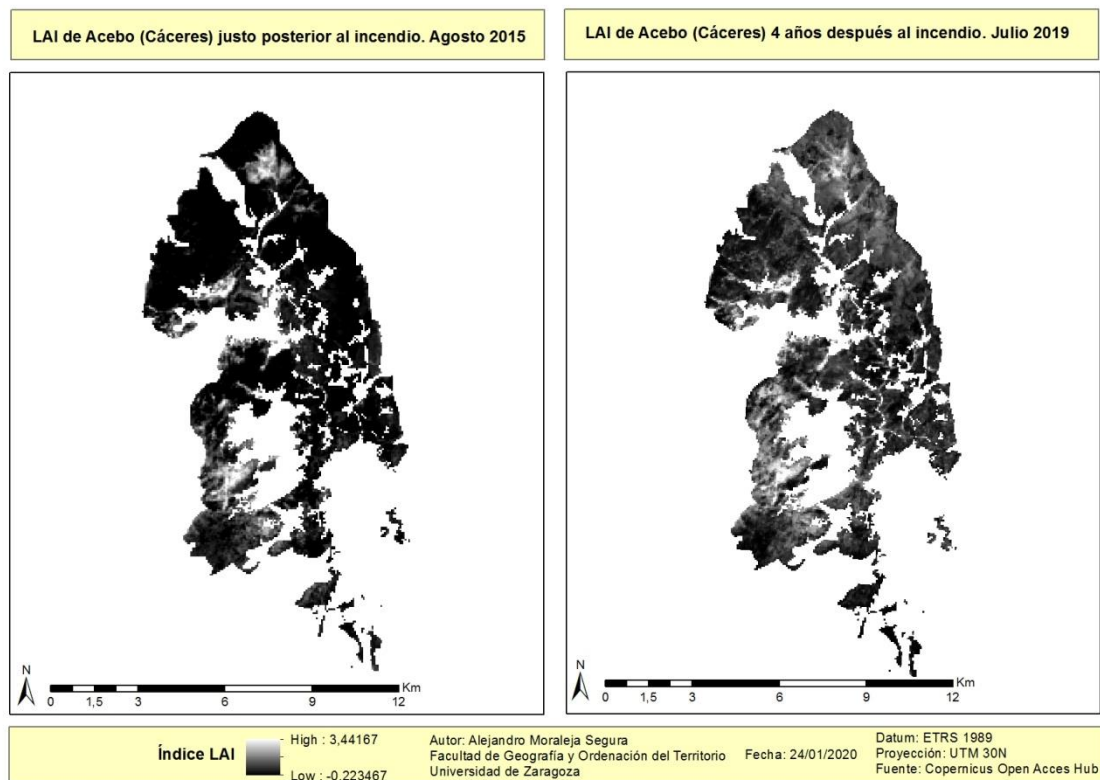 LAI de Acebo (Cáceres) justo posterior al incendio. Agosto 2015
LAI de Acebo (Cáceres) 4 años después al incendio. Julio 2019
N
Km
0 1,5 3 6 9 12
N
Km
0 1,5 3 6 9 12
Índice LAI
High : 3,44167
Low : -0,223467
Autor: Alejandro Moraleja Segura
Facultad de Geografía y Ordenación del Territorio
Universidad de Zaragoza
Fecha: 24/01/2020
Datum: ETRS 1989
Proyección: UTM 30N
Fuente: Copernicus Open Acces Hub